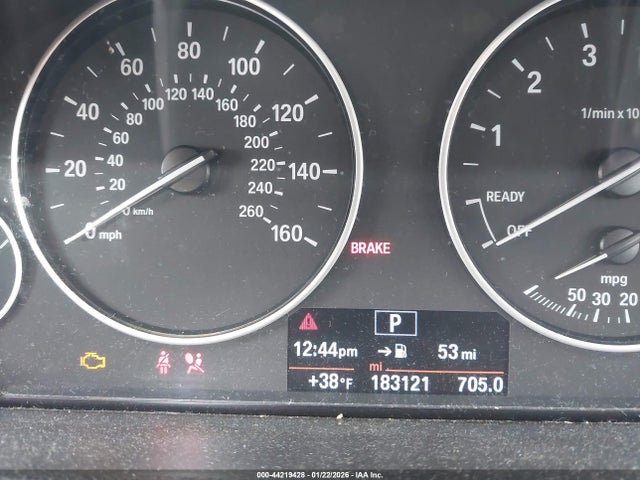 20 40 60 80 100 120 140 160
0 mph
20 40 60 80 100 120 140 160 180 200 220 240 260
0 km/h
BRAKE
1 2 3
1/min x 10
READY
OFF
mpg
50 30 20
P
12:44pm 53 mi
mi
+38°F 183121 705.0
000-44219428 - 01/22/2026 - IAA Inc.